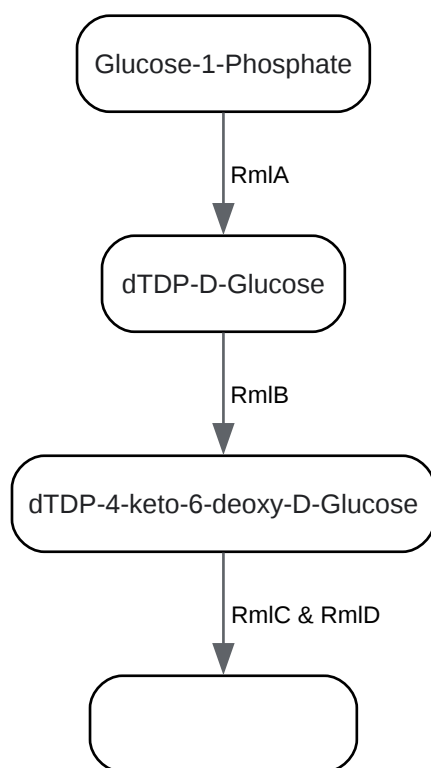 Glucose-1-Phosphate
RmlA
dTDP-D-Glucose
RmlB
dTDP-4-keto-6-deoxy-D-Glucose
RmlC & RmlD